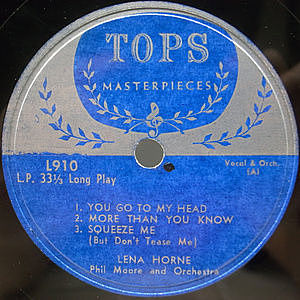 TOPS
MASTERPIECES
L910
L.P. 33⅓ Long Play
Vocal & Orch.
(A)
1. YOU GO TO MY HEAD
2. MORE THAN YOU KNOW
3. SQUEEZE ME
(But Don't Tease Me)
LENA HORNE
Phil Moore and Orchestra